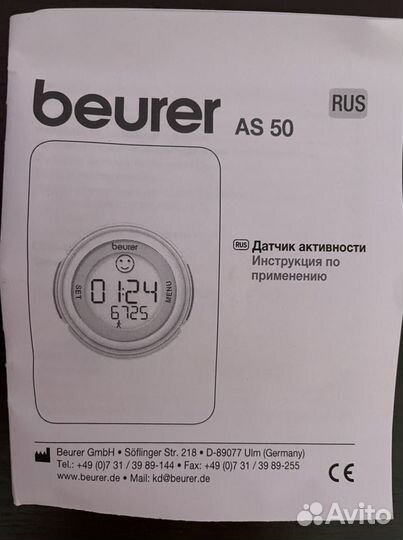 beurer AS 50
RUS
beurer
SET
01:24
MENU
6725
RUS Датчик активности
Инструкция по
применению
Beurer GmbH • Söflinger Str. 218 • D-89077 Ulm (Germany)
Tel.: +49 (0)7 31 / 39 89-144 • Fax: +49 (0)7 31 / 39 89-255
www.beurer.de • Mail: kd@beurer.de
CE
Avito